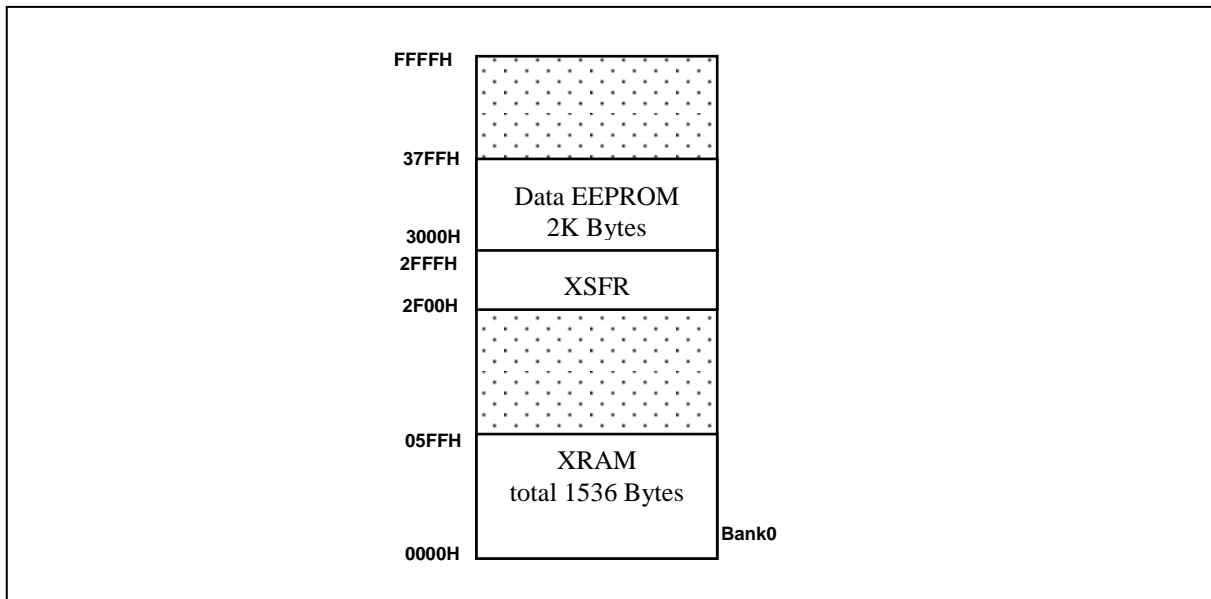 FFFFH
37FFH
Data EEPROM
2K Bytes
3000H
2FFFH
XSFR
2F00H
05FFH
XRAM
total 1536 Bytes
Bank0
0000H